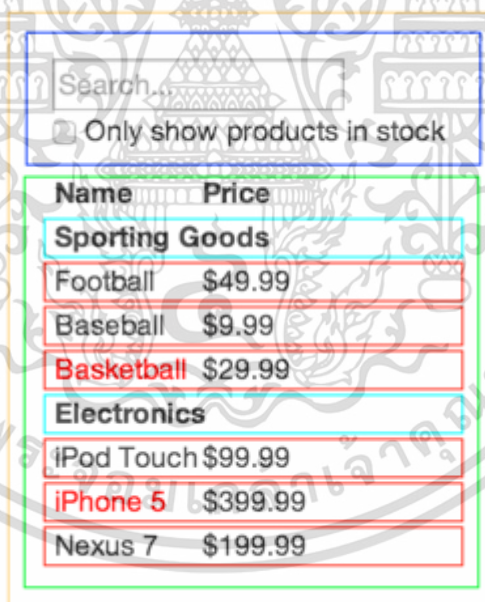 Search...
Only show products in stock
Name Price
Sporting Goods
Football $49.99
Baseball $9.99
Basketball $29.99
Electronics
iPod Touch $99.99
iPhone 5 $399.99
Nexus 7 $199.99